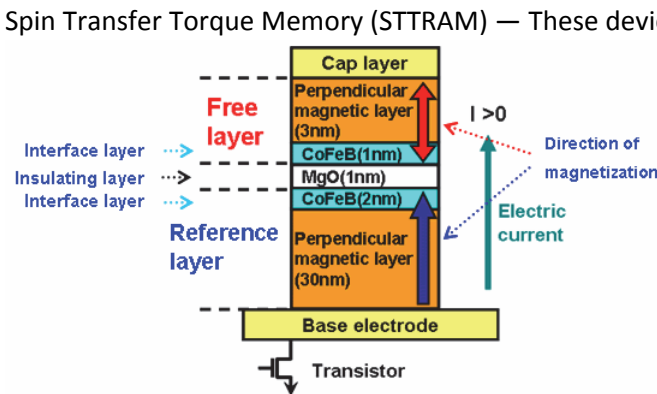 Spin Transfer Torque Memory (STTRAM) — These
Cap layer
Perpendicular
magnetic layer
(3nm)
Free
layer
I >0
Interface layer
CoFeB(1nm)
Direction of
magnetization
Insulating layer
MgO(1nm)
Interface layer
CoFeB(2nm)
Electric
current
Reference
layer
Perpendicular
magnetic layer
(30nm)
Base electrode
Transistor